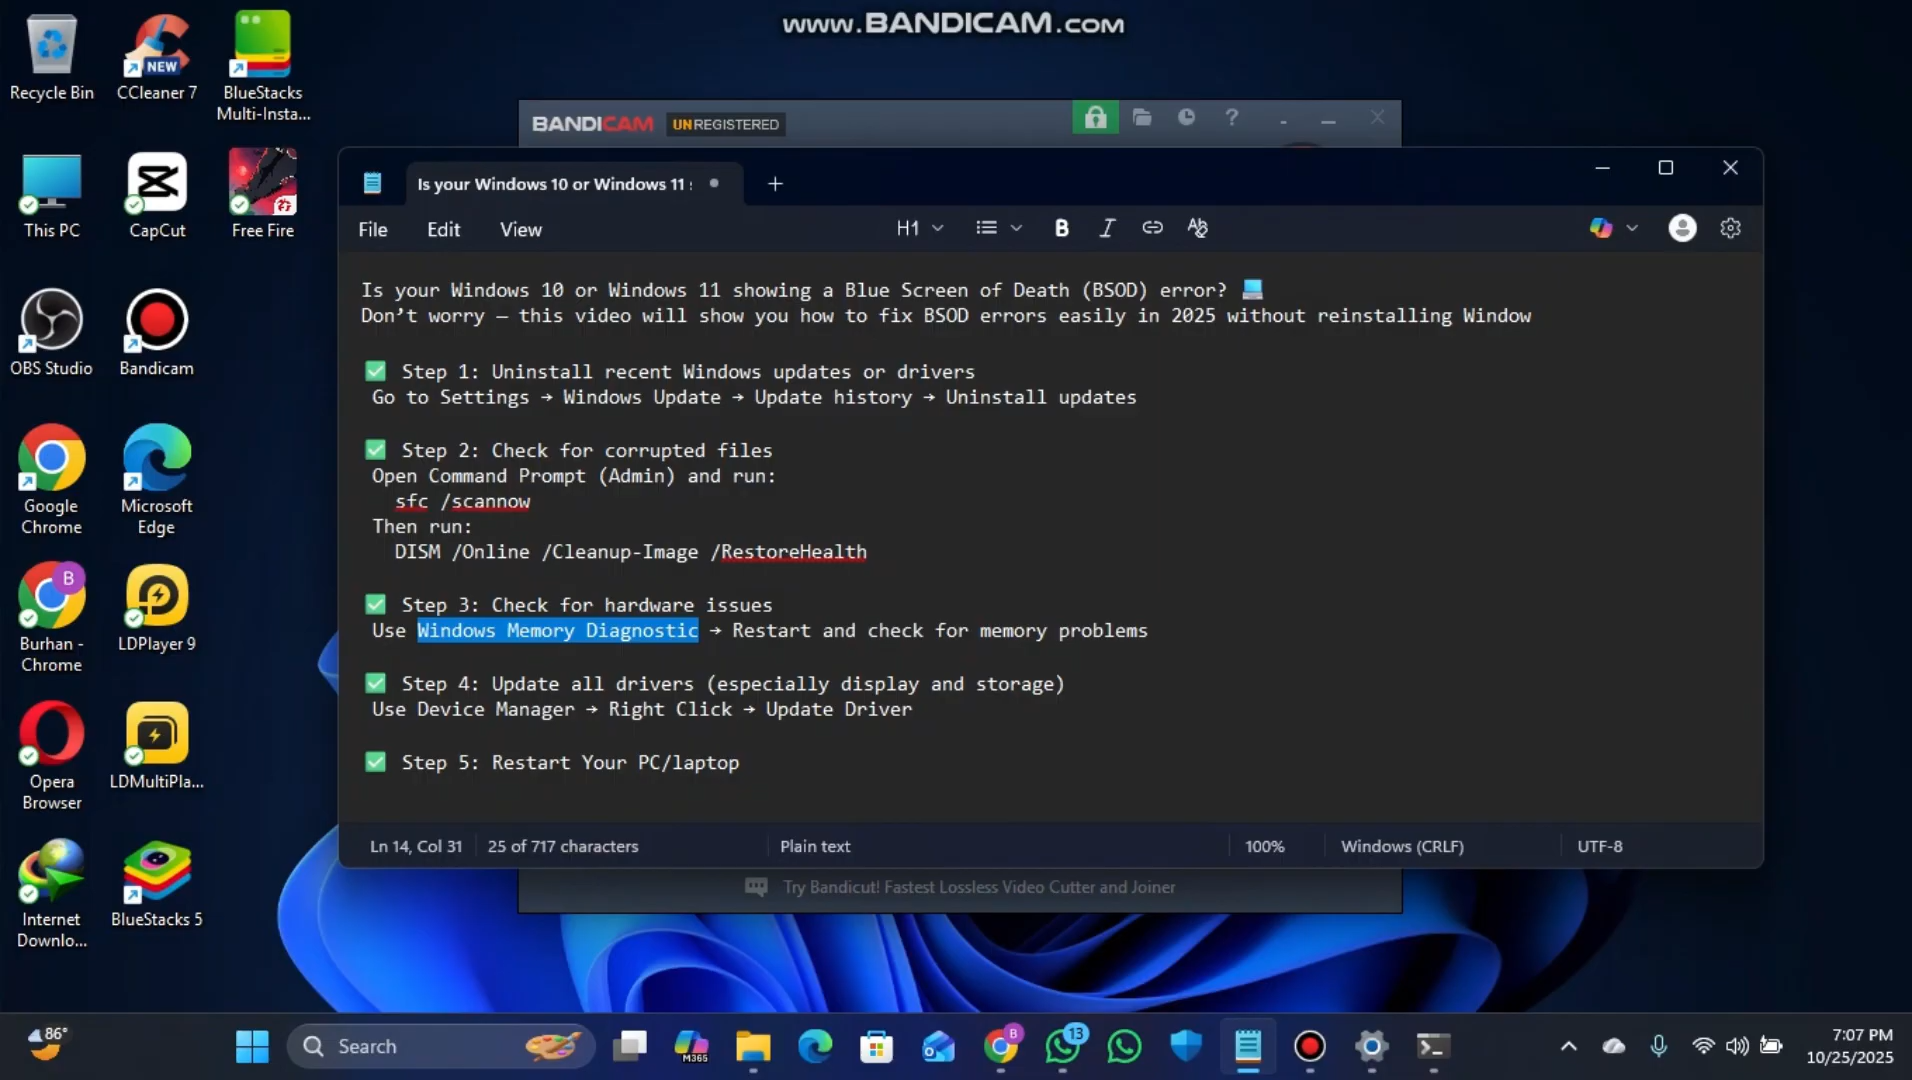 www.BANDICAM.com
Recycle Bin
NEW
CCleaner 7
BlueStacks
Multi-Insta...
BANDICAM UNREGISTERED
?
This PC
CapCut
Free Fire
Is your Windows 10 or Windows 11 :
File Edit View
H1
B I
Is your Windows 10 or Windows 11 showing a Blue Screen of Death (BSOD) error? 💻
Don’t worry — this video will show you how to fix BSOD errors easily in 2025 without reinstalling Window
✅ Step 1: Uninstall recent Windows updates or drivers
Go to Settings → Windows Update → Update history → Uninstall updates
✅ Step 2: Check for corrupted files
Open Command Prompt (Admin) and run:
sfc /scannow
Then run:
DISM /Online /Cleanup-Image /RestoreHealth
✅ Step 3: Check for hardware issues
Use Windows Memory Diagnostic → Restart and check for memory problems
✅ Step 4: Update all drivers (especially display and storage)
Use Device Manager → Right Click → Update Driver
✅ Step 5: Restart Your PC/laptop
Ln 14, Col 31 25 of 717 characters Plain text 100% Windows (CRLF) UTF-8
Try Bandicut! Fastest Lossless Video Cutter and Joiner
OBS Studio
Bandicam
Google
Chrome
Microsoft
Edge
B
Burhan -
Chrome
LDPlayer 9
Opera
Browser
LDMultiPla...
Internet
Downlo...
BlueStacks 5
86°
Search
M365
B
13
7:07 PM
10/25/2025